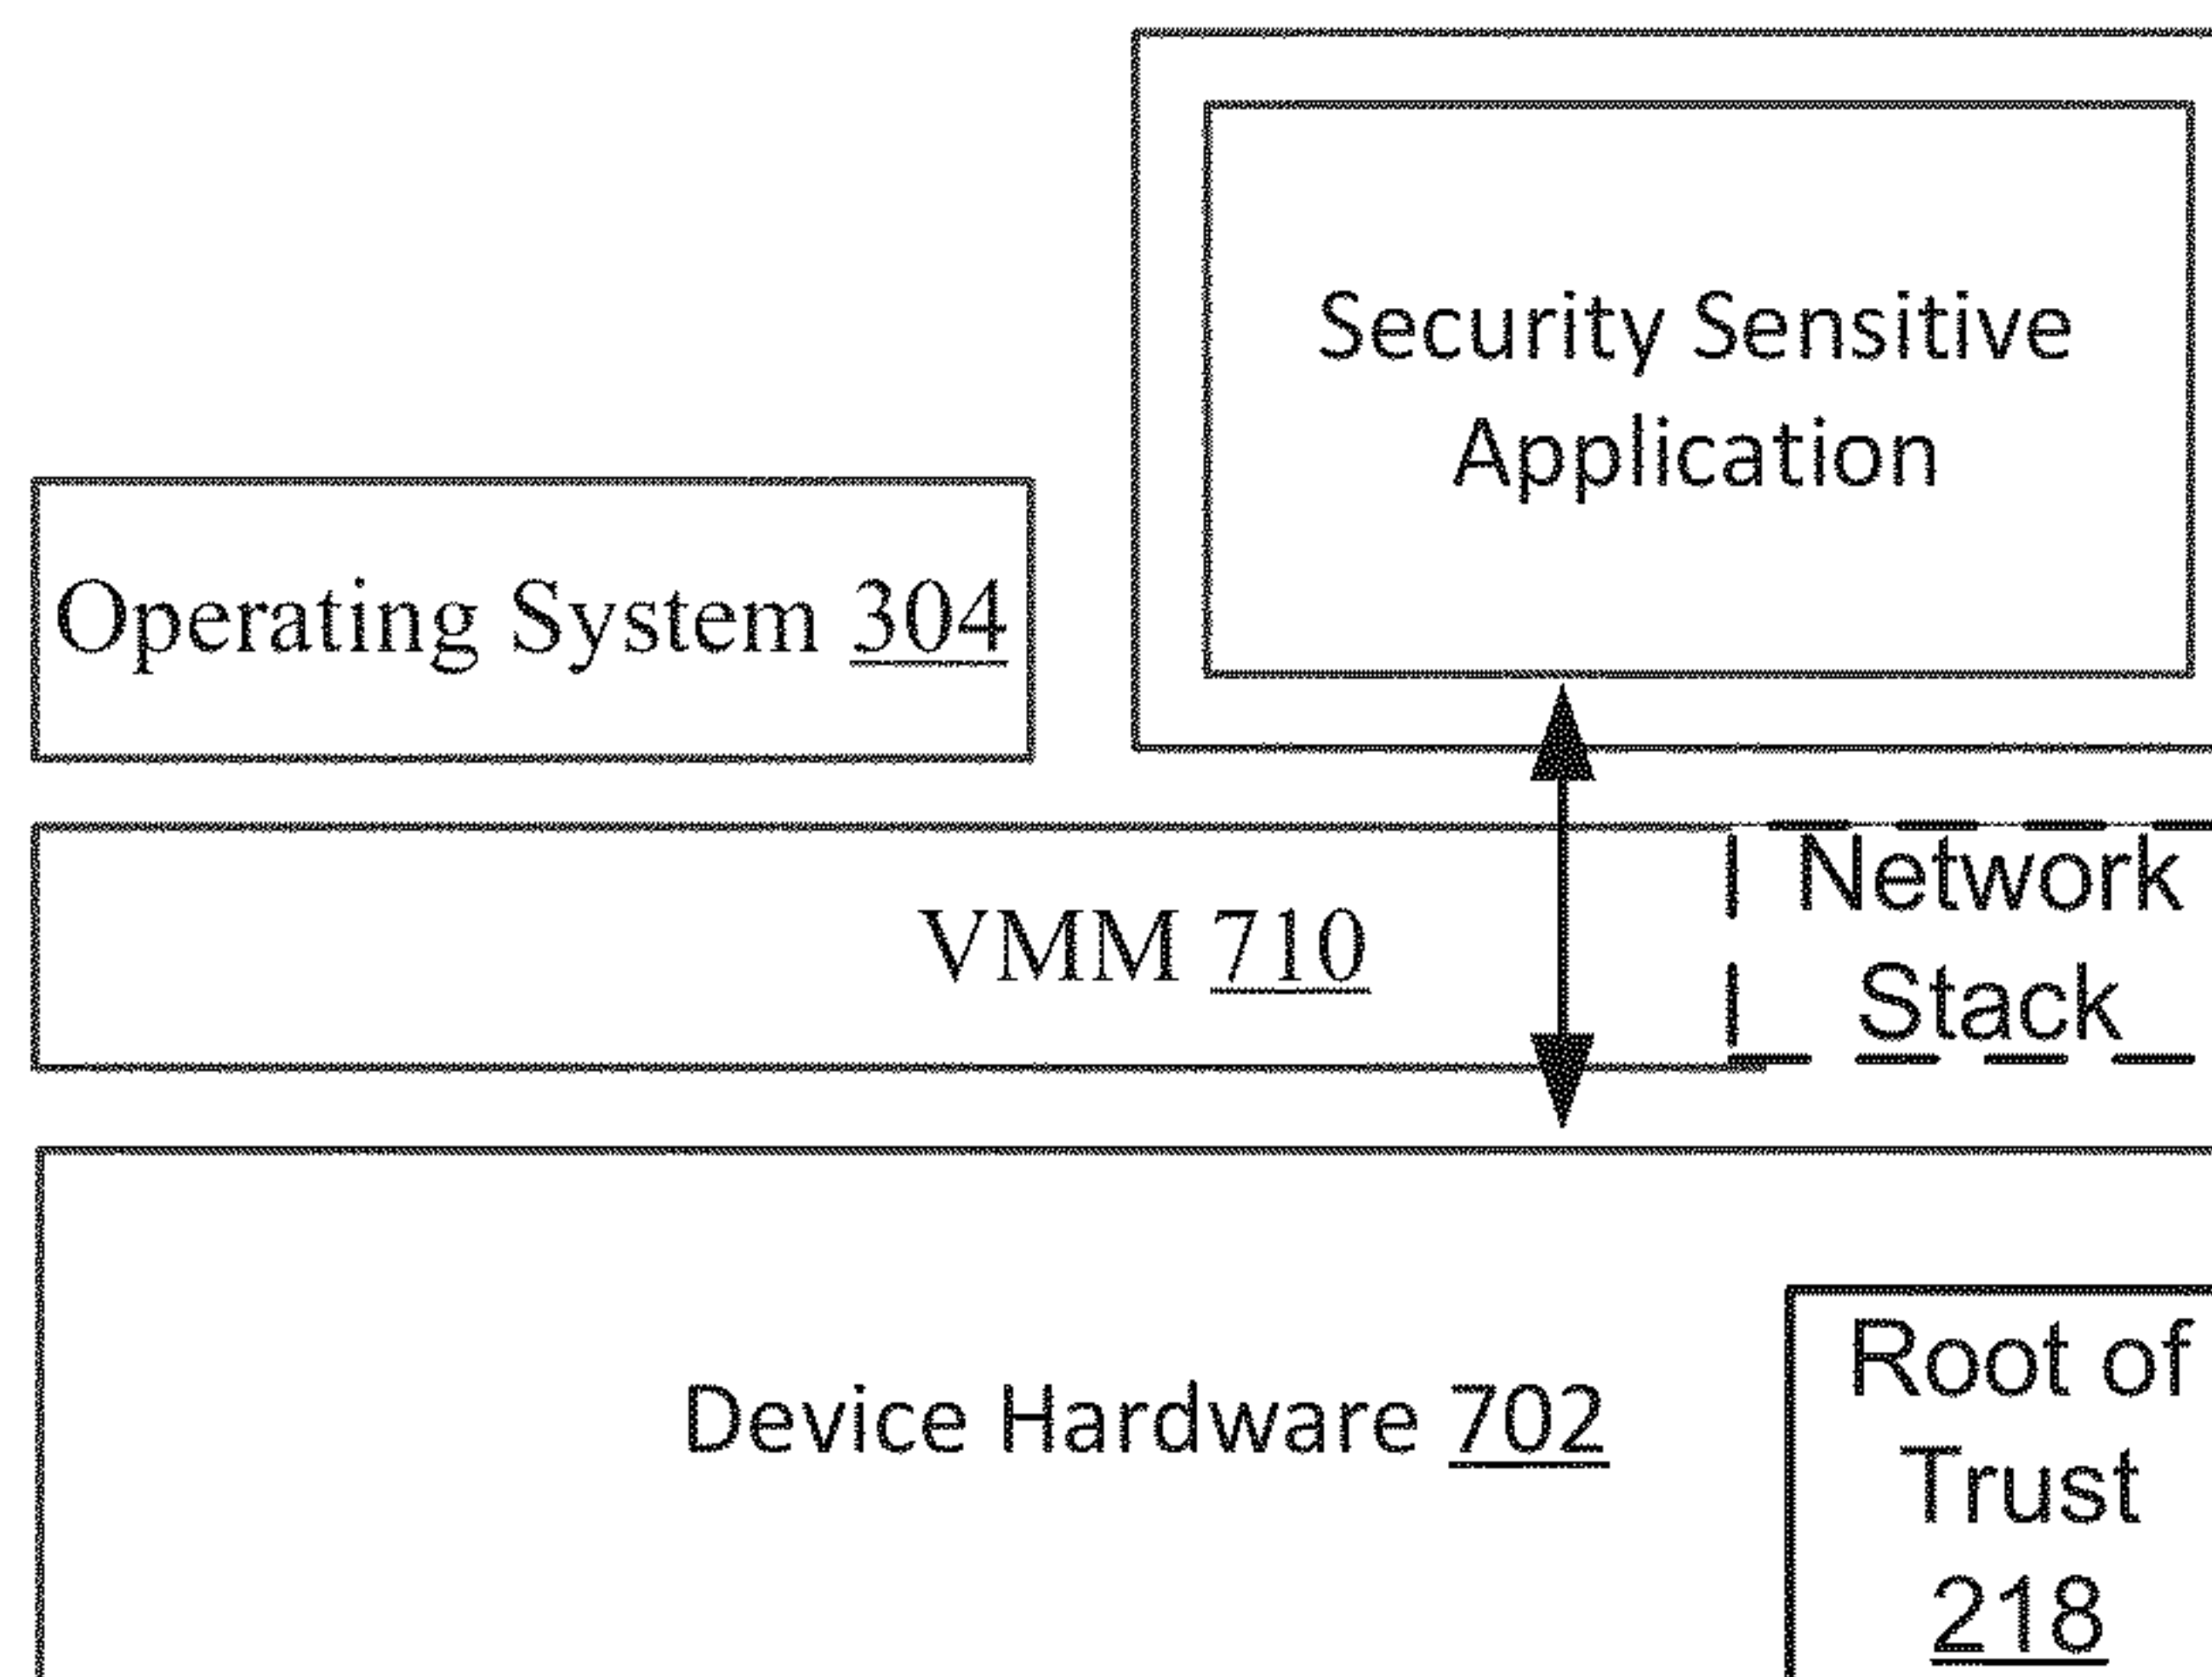 Security Sensitive
Application
Operating System 304
VMM 710
Network
Stack
Device Hardware 702
Root of
Trust
218